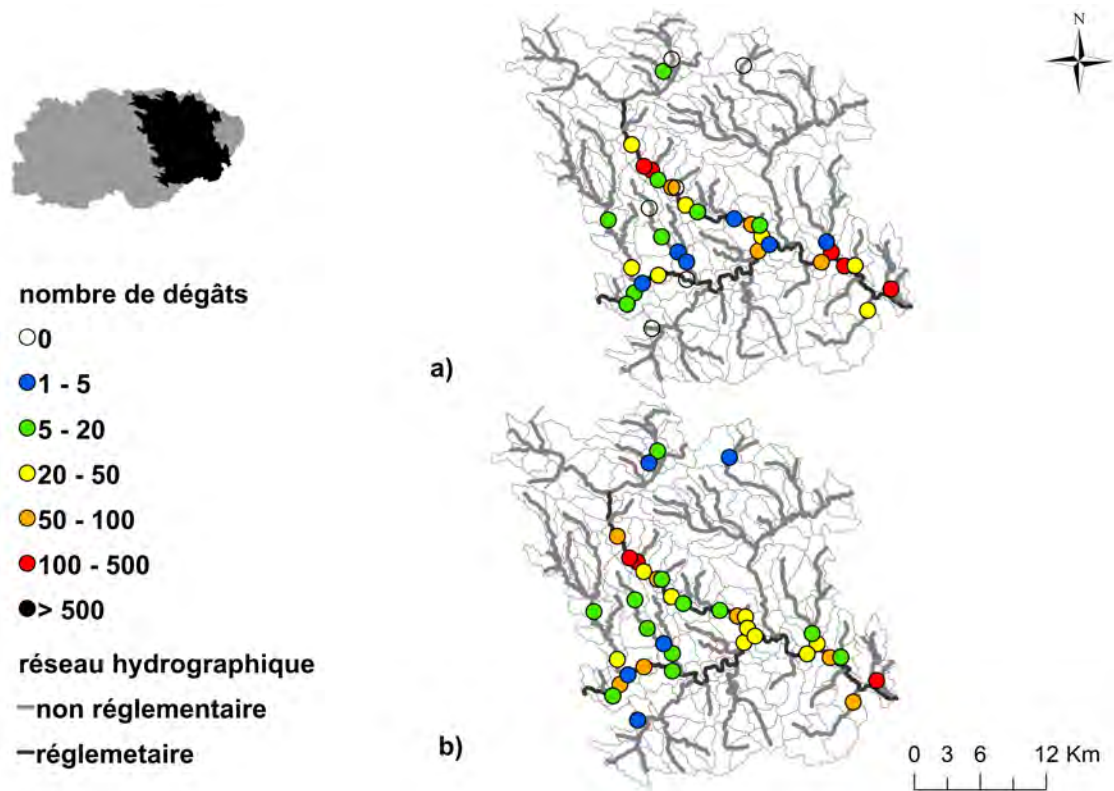 N
nombre de dégâts
0
1 - 5
5 - 20
20 - 50
50 - 100
100 - 500
> 500
réseau hydrographique
non réglementaire
réglemetaire
a)
b)
0 3 6 12 Km